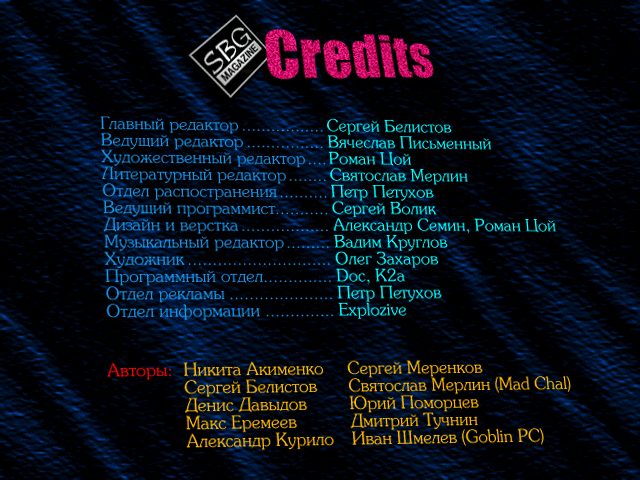 SBG
MAGAZINE
Credits
Главный редактор ................. Сергей Белистов
Ведущий редактор ................ Вячеслав Письменный
Художественный редактор .... Роман Цой
Литературный редактор ........ Святослав Мерлин
Отдел распостранения .......... Петр Петухов
Ведущий программист........... Сергей Волик
Дизайн и верстка .................. Александр Семин, Роман Цой
Музыкальный редактор ......... Вадим Круглов
Художник ............................. Олег Захаров
Программный отдел.............. Doc, K2a
Отдел рекламы ..................... Петр Петухов
Отдел информации .............. Explozive
Авторы: Никита Акименко Сергей Меренков
Сергей Белистов Святослав Мерлин (Mad Chal)
Денис Давыдов Юрий Поморцев
Макс Еремеев Дмитрий Тучнин
Александр Курило Иван Шмелев (Goblin PC)